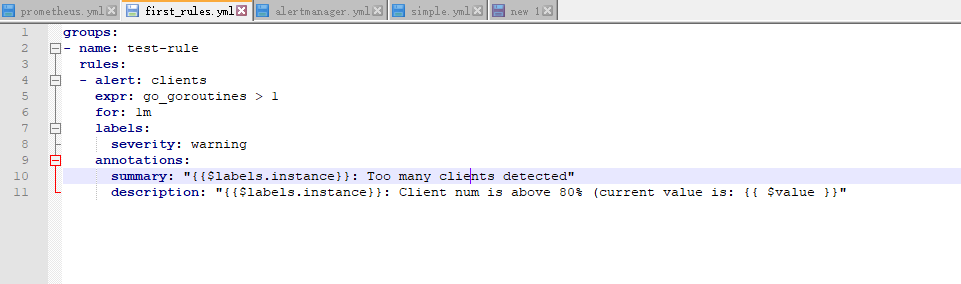 prometheus.yml first_rules.yml alertmanager.yml simple.yml new 1
1 groups:
2 - name: test-rule
3 rules:
4 - alert: clients
5 expr: go_goroutines > 1
6 for: 1m
7 labels:
8 severity: warning
9 annotations:
10 summary: "{{$labels.instance}}: Too many clients detected"
11 description: "{{$labels.instance}}: Client num is above 80% (current value is: {{ $value }}"